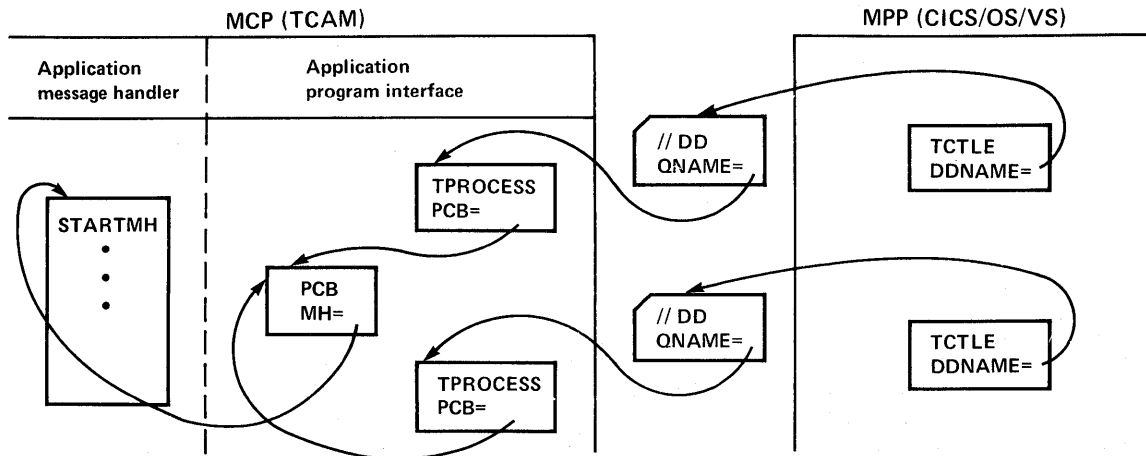 MCP (TCAM)
MPP (CICS/OS/VS)
Application
message handler
Application
program interface
STARTMH
PCB
MH=
TPROCESS
PCB=
TPROCESS
PCB=
// DD
QNAME=
// DD
QNAME=
TCTLE
DDNAME=
TCTLE
DDNAME=